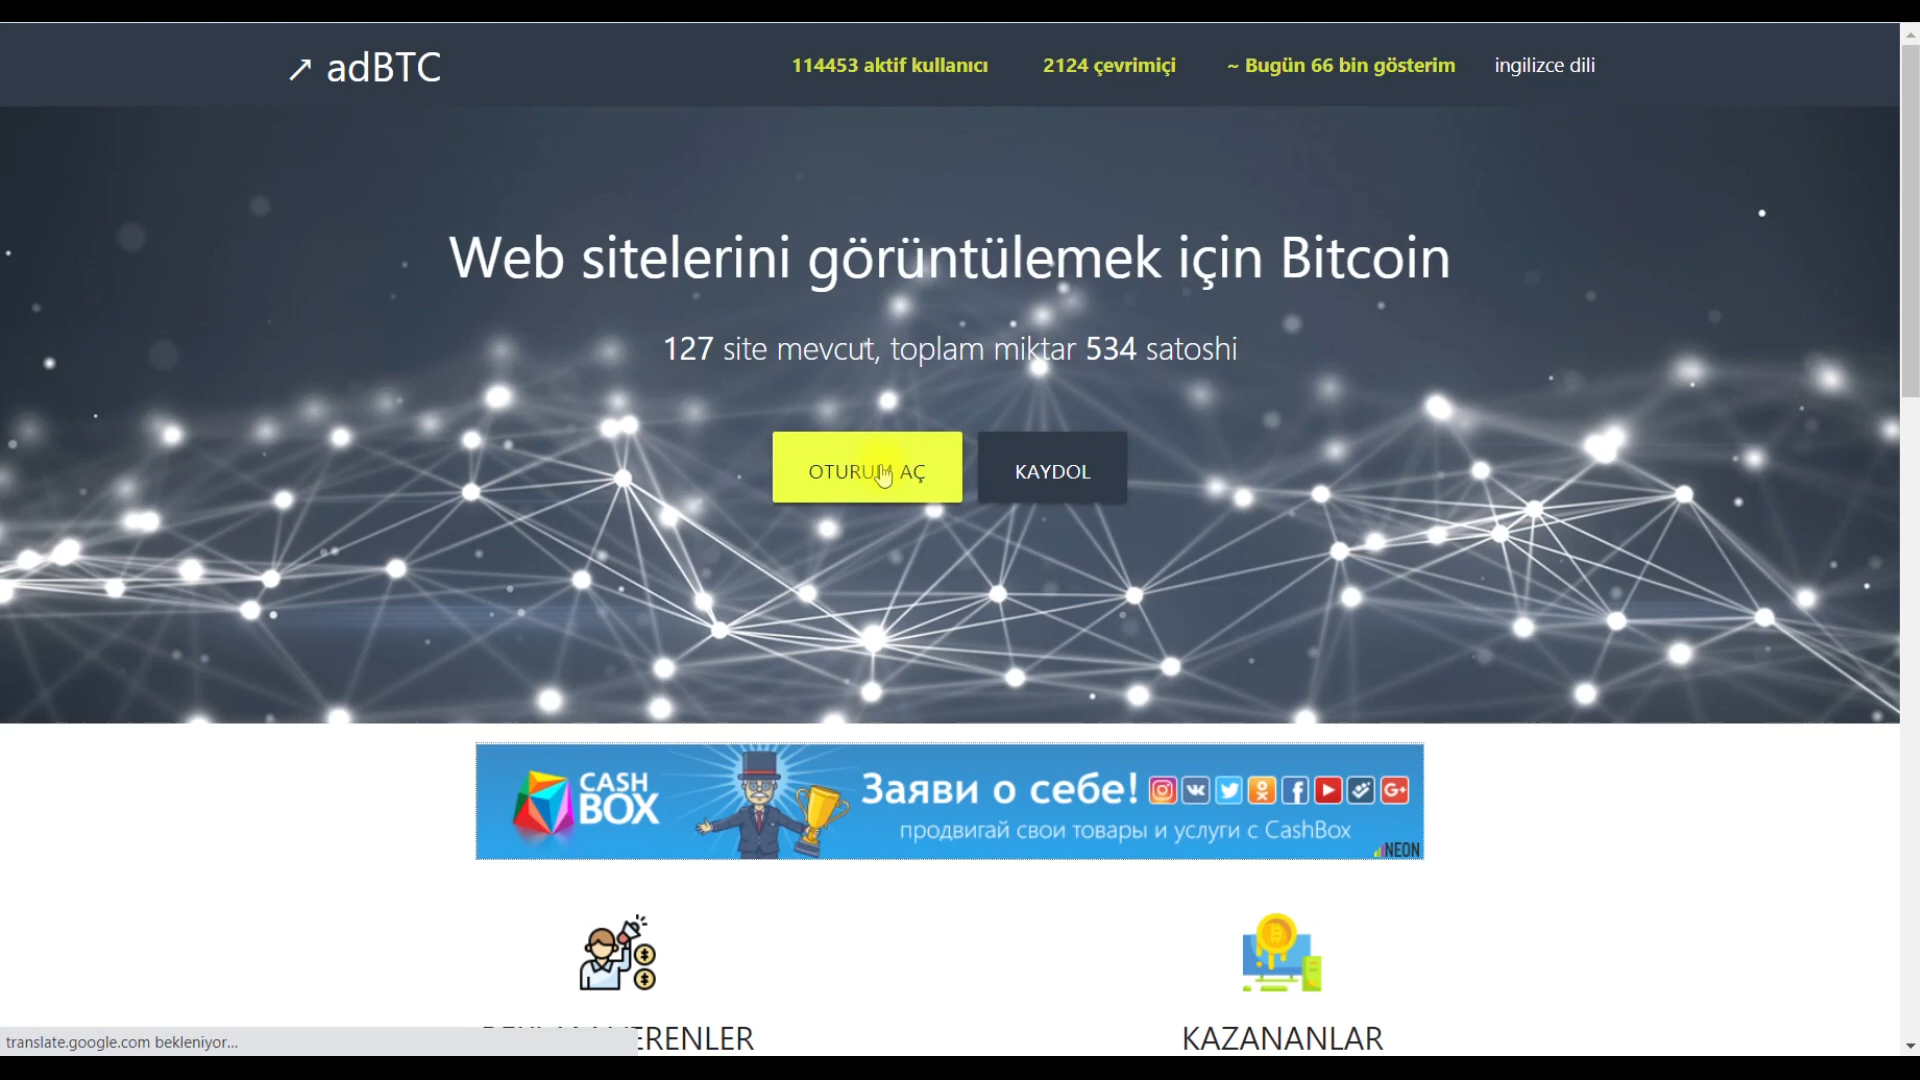 adBTC
114453 aktif kullanıcı
2124 çevrimiçi
~ Bugün 66 bin gösterim
ingilizce dili
Web sitelerini görüntülemek için Bitcoin
127 site mevcut, toplam miktar 534 satoshi
OTURUM AÇ
KAYDOL
CASH BOX
Заяви о себе!
продвигай свои товары и услуги с CashBox
NEON
KAZANANLAR
translate.google.com bekleniyor...